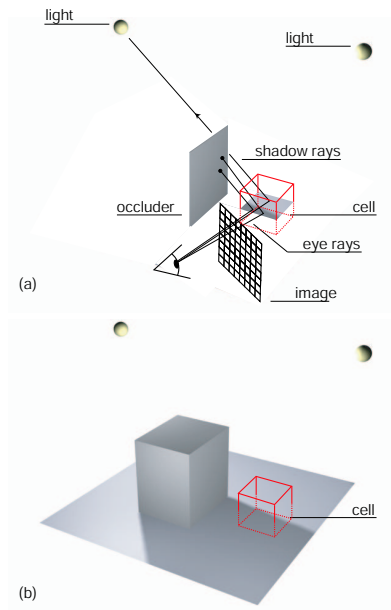 light
light
shadow rays
occluder
cell
eye rays
(a)
image
cell
(b)